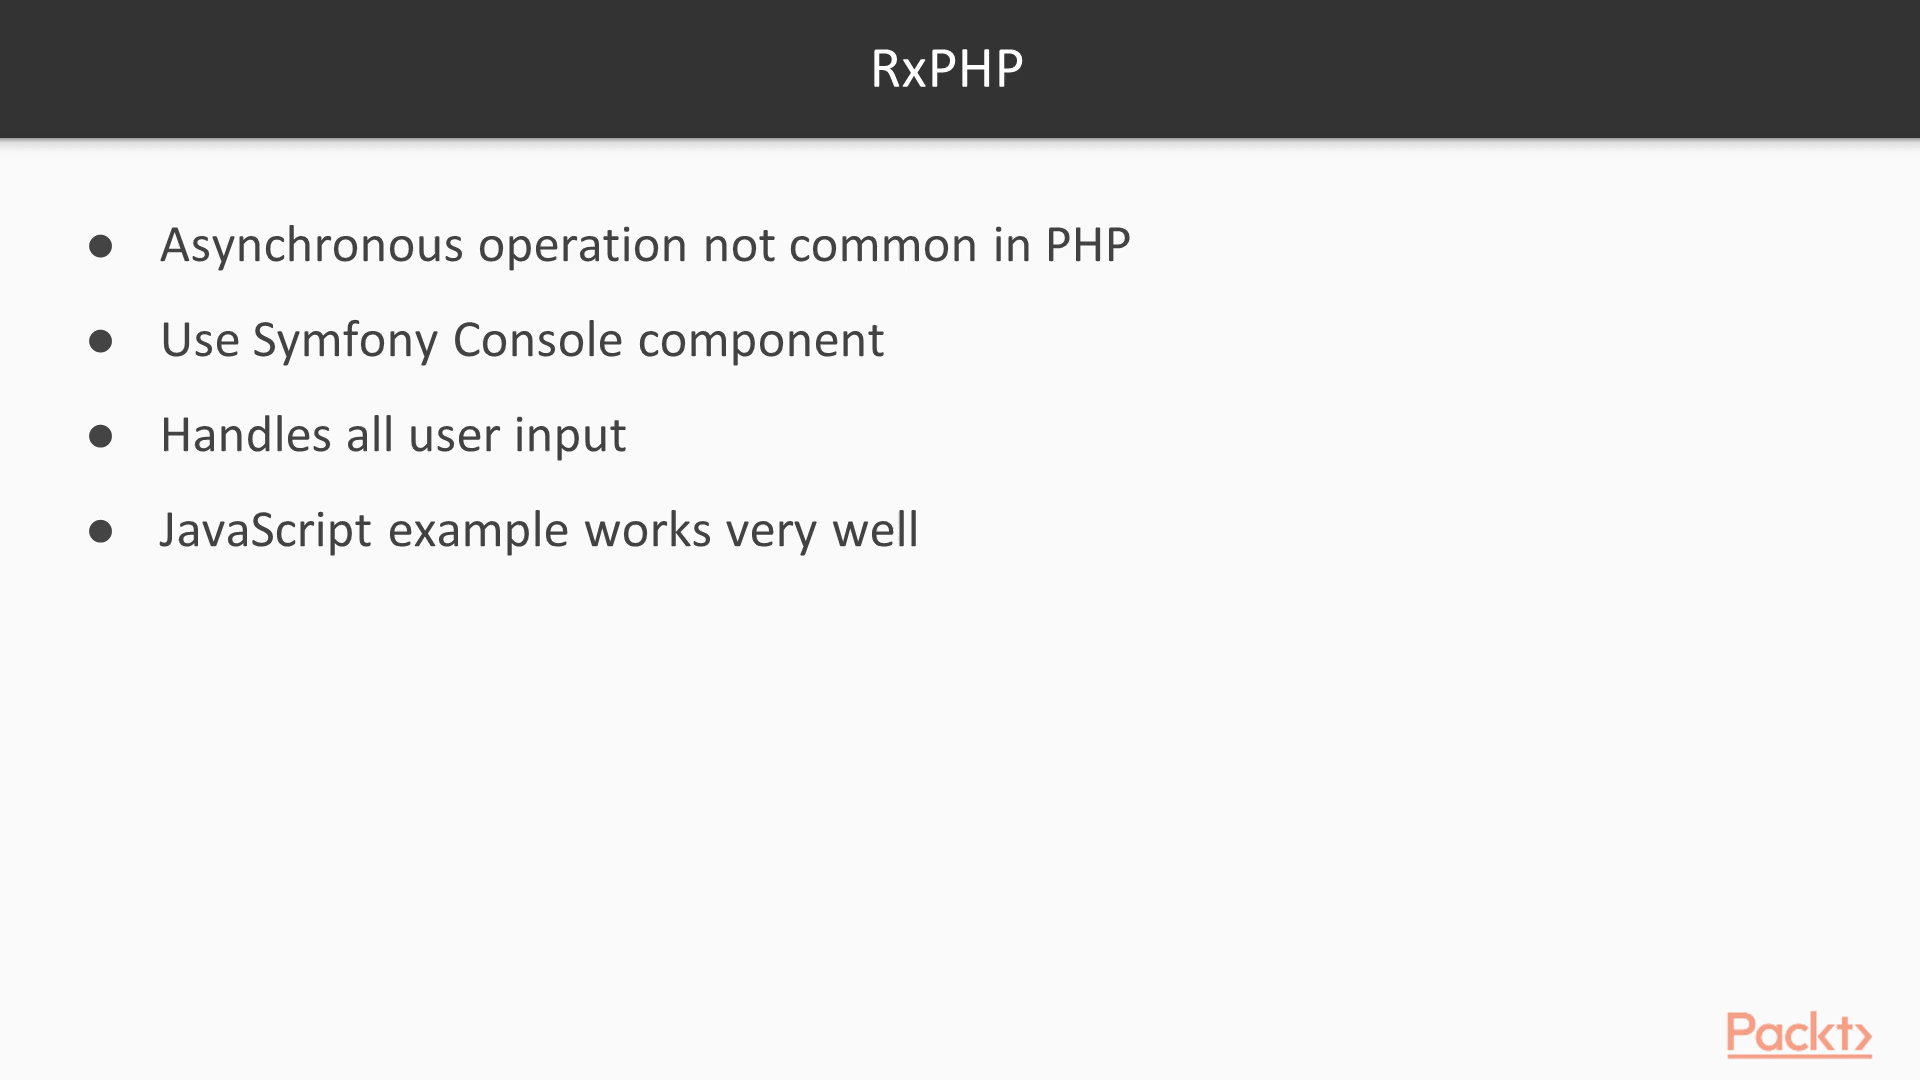 RxPHP
● Asynchronous operation not common in PHP
● Use Symfony Console component
● Handles all user input
● JavaScript example works very well
Packt>